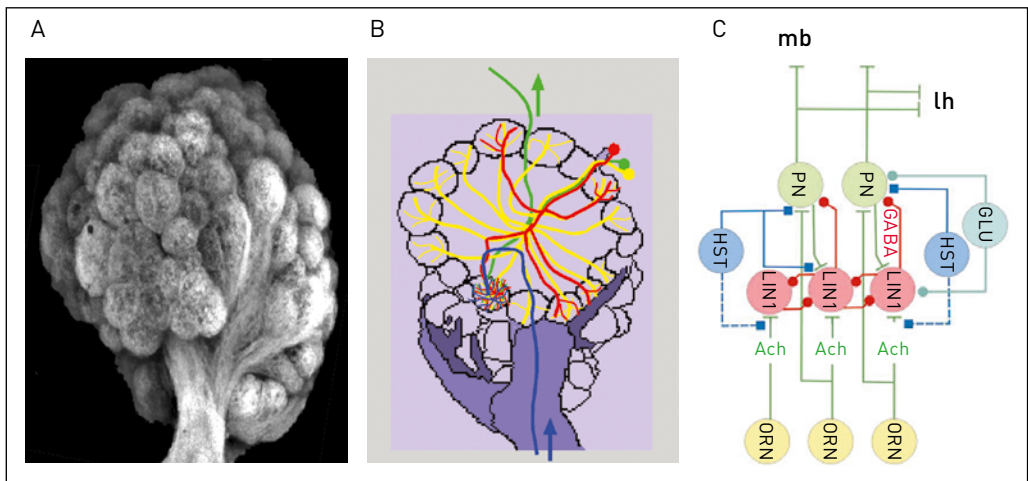 A
B
C
mb
lh
PN
PN
HST
GABA
HST
GLU
LIN1
LIN1
LIN1
Ach
Ach
Ach
ORN
ORN
ORN